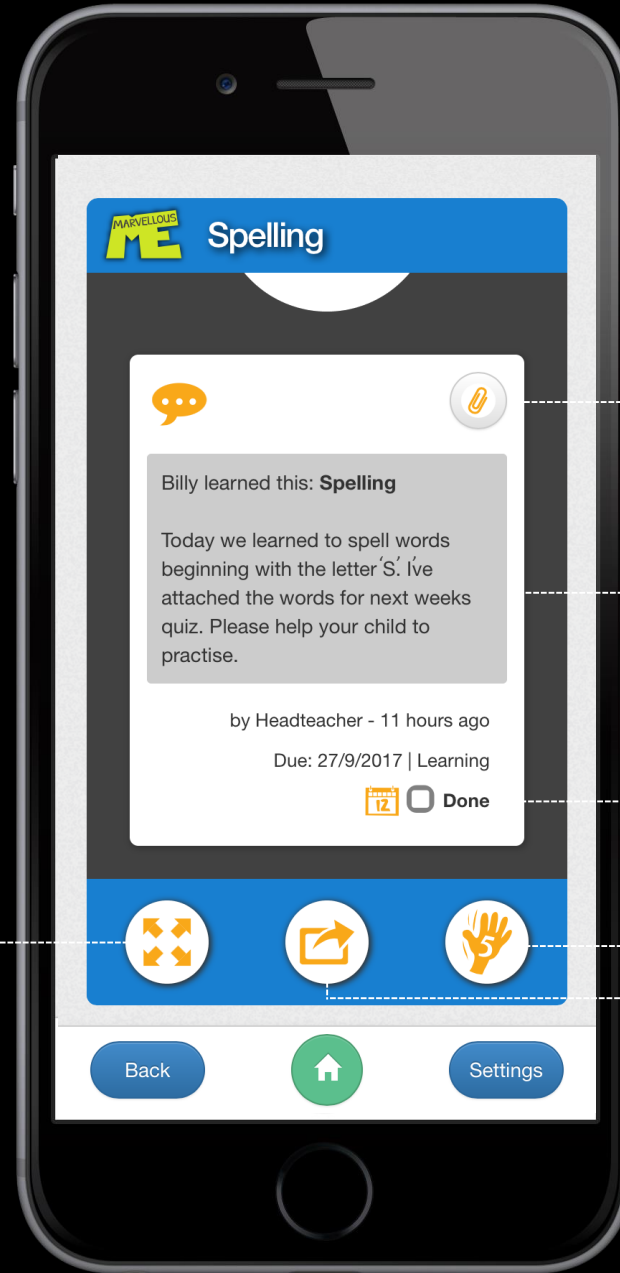 MARVELLOUS
ME
Spelling
Billy learned this: Spelling
Today we learned to spell words
beginning with the letter ‘S’. I’ve
attached the words for next weeks
quiz. Please help your child to
practise.
by Headteacher - 11 hours ago
Due: 27/9/2017 | Learning
12
Done
5
Back
Settings